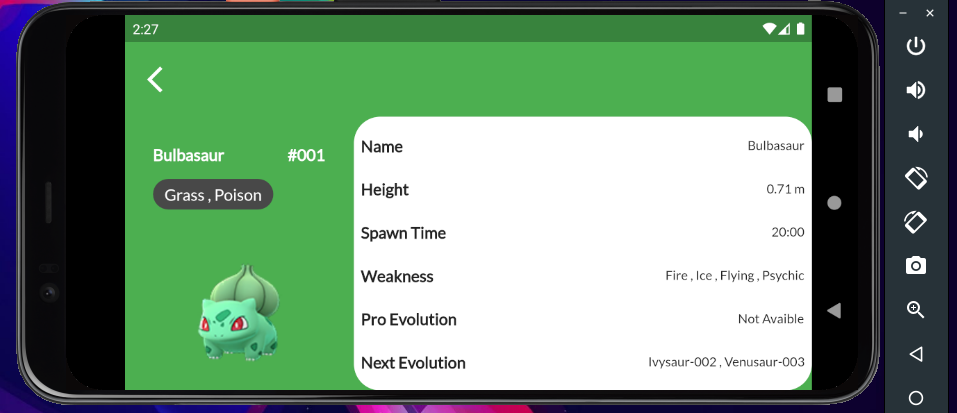 2:27
Bulbasaur #001
Grass , Poison
Name Bulbasaur
Height 0.71 m
Spawn Time 20:00
Weakness Fire , Ice , Flying , Psychic
Pro Evolution Not Avaible
Next Evolution Ivysaur-002 , Venusaur-003